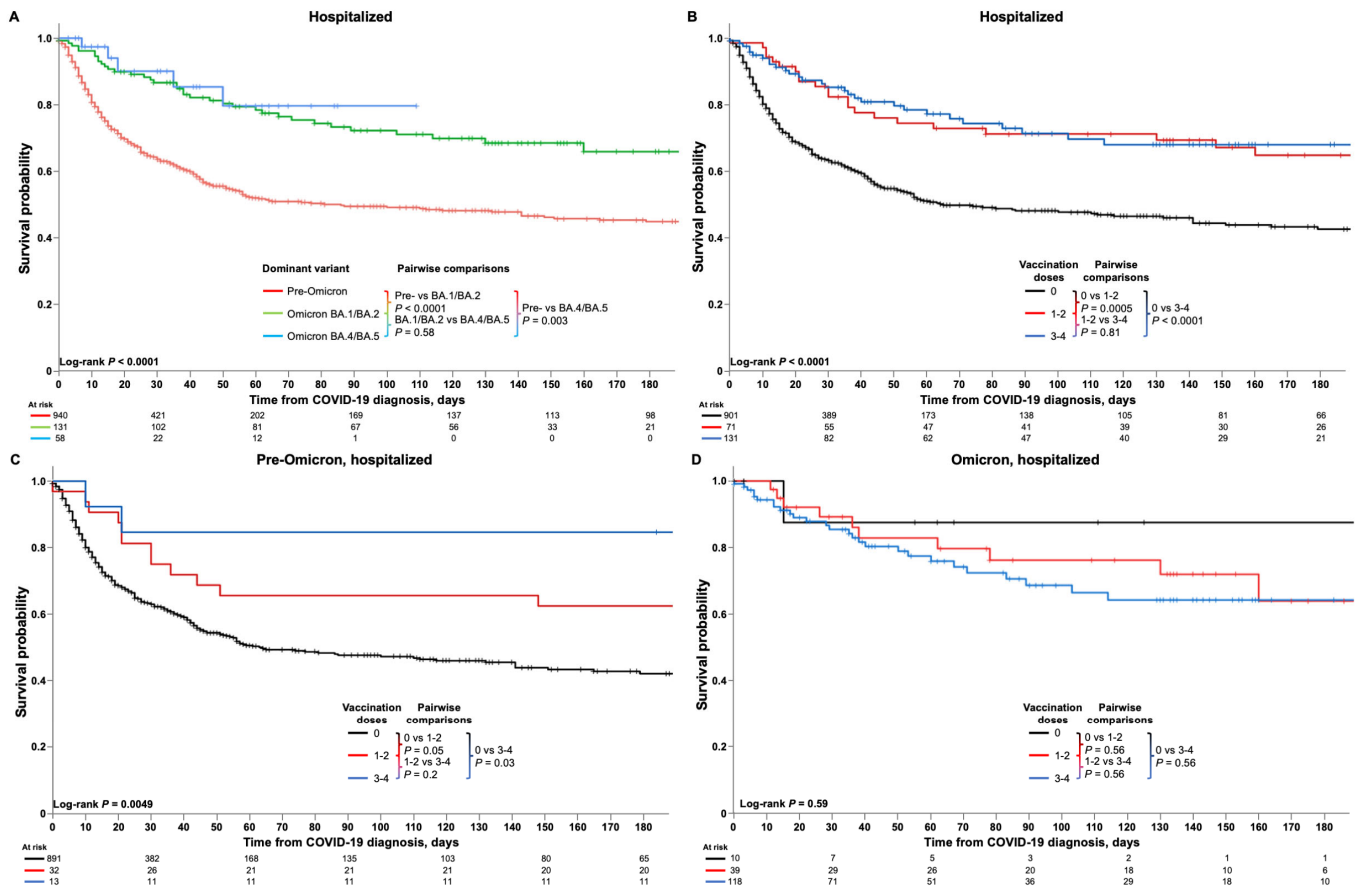 A
Hospitalized
1.0
0.8
0.6
0.4
0.2
0
Survival probability
Dominant variant Pairwise comparisons
Pre-Omicron
Omicron BA.1/BA.2
Omicron BA.4/BA.5
Pre- vs BA.1/BA.2
P < 0.0001
BA.1/BA.2 vs BA.4/BA.5
P = 0.58
Pre- vs BA.4/BA.5
P = 0.003
Log-rank P < 0.0001
0 10 20 30 40 50 60 70 80 90 100 110 120 130 140 150 160 170 180
Time from COVID-19 diagnosis, days
At risk
940 421 202 169 137 113 98
131 102 81 67 56 33 21
58 22 12 1 0 0 0
B
Hospitalized
1.0
0.8
0.6
0.4
0.2
0
Survival probability
Vaccination Pairwise
doses comparisons
0
1-2
3-4
0 vs 1-2
P = 0.0005
1-2 vs 3-4
P = 0.81
0 vs 3-4
P < 0.0001
Log-rank P < 0.0001
0 10 20 30 40 50 60 70 80 90 100 110 120 130 140 150 160 170 180
Time from COVID-19 diagnosis, days
At risk
901 389 173 138 105 81 66
71 55 47 41 39 30 26
131 82 62 47 40 29 21
C
Pre-Omicron, hospitalized
1.0
0.8
0.6
0.4
0.2
0
Survival probability
Vaccination Pairwise
doses comparisons
0
1-2
3-4
0 vs 1-2
P = 0.05
1-2 vs 3-4
P = 0.2
0 vs 3-4
P = 0.03
Log-rank P = 0.0049
0 10 20 30 40 50 60 70 80 90 100 110 120 130 140 150 160 170 180
Time from COVID-19 diagnosis, days
At risk
891 382 168 135 103 80 65
32 26 21 21 21 20 20
13 11 11 11 11 11 11
D
Omicron, hospitalized
1.0
0.8
0.6
0.4
0.2
0
Survival probability
Vaccination Pairwise
doses comparisons
0
1-2
3-4
0 vs 1-2
P = 0.56
1-2 vs 3-4
P = 0.56
0 vs 3-4
P = 0.56
Log-rank P = 0.59
0 10 20 30 40 50 60 70 80 90 100 110 120 130 140 150 160 170 180
Time from COVID-19 diagnosis, days
At risk
10 7 5 3 2 1 1
39 29 26 20 18 10 6
118 71 51 36 29 18 10